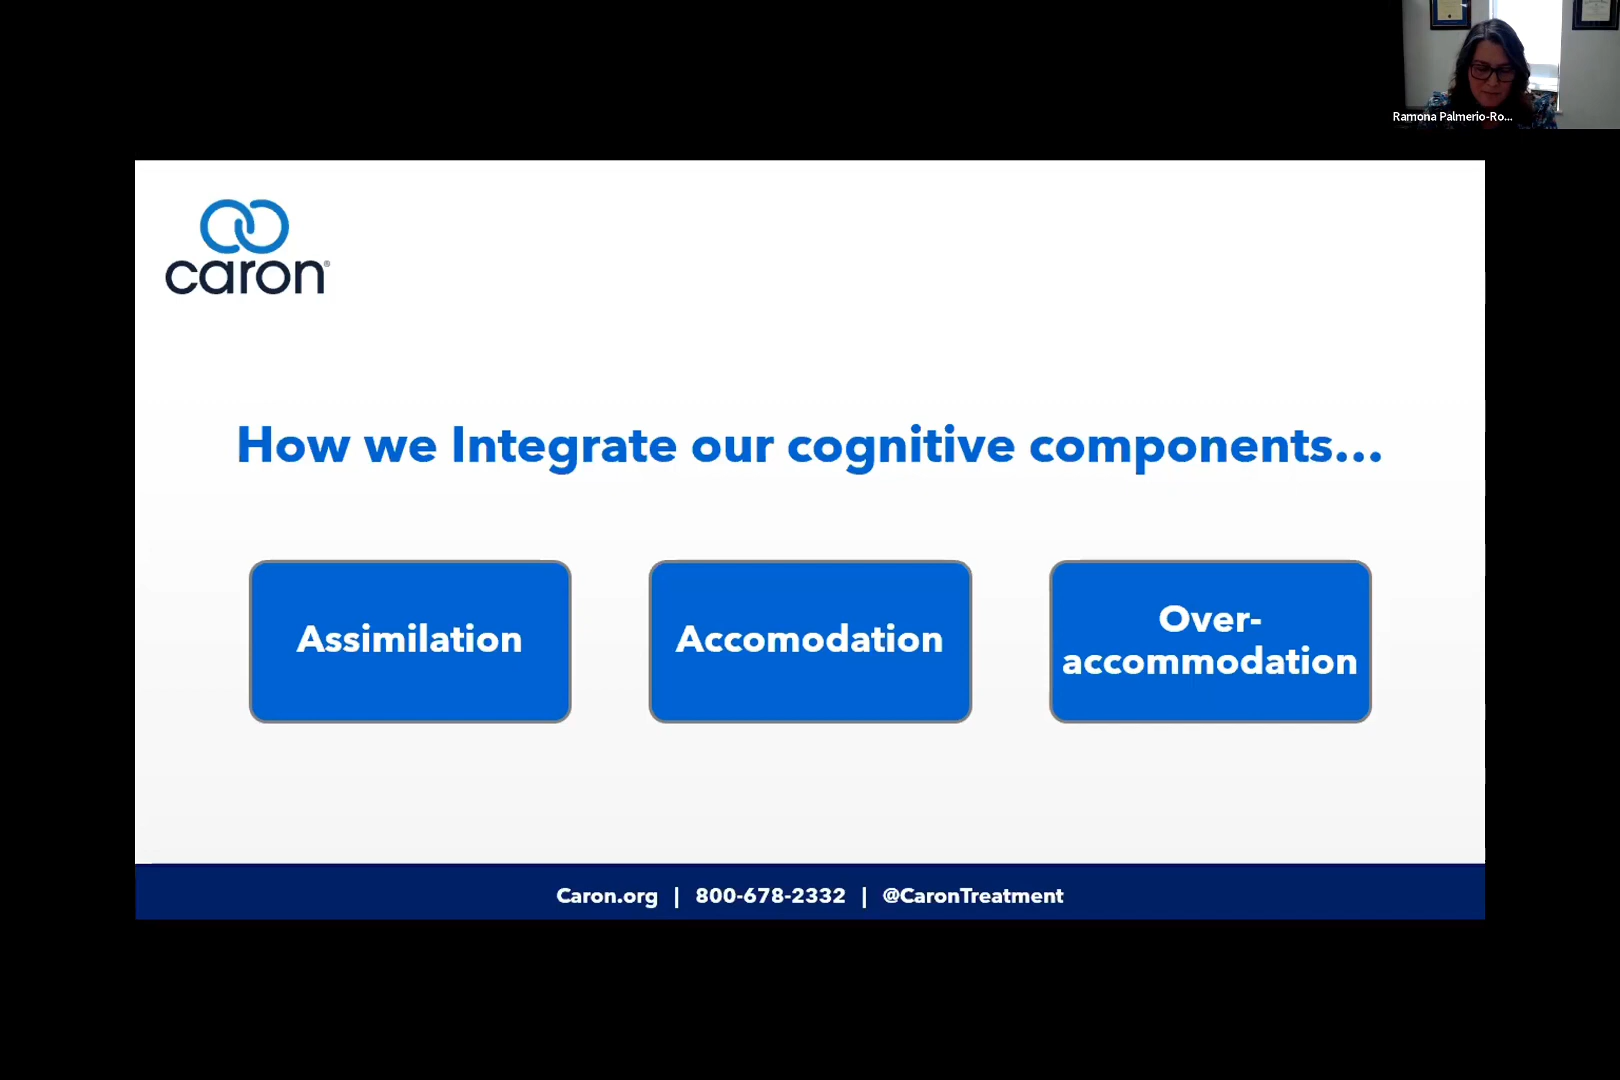 Ramona Palmerio-Ro...
caron®
How we Integrate our cognitive components...
Assimilation
Accomodation
Over-
accommodation
Caron.org | 800-678-2332 | @CaronTreatment